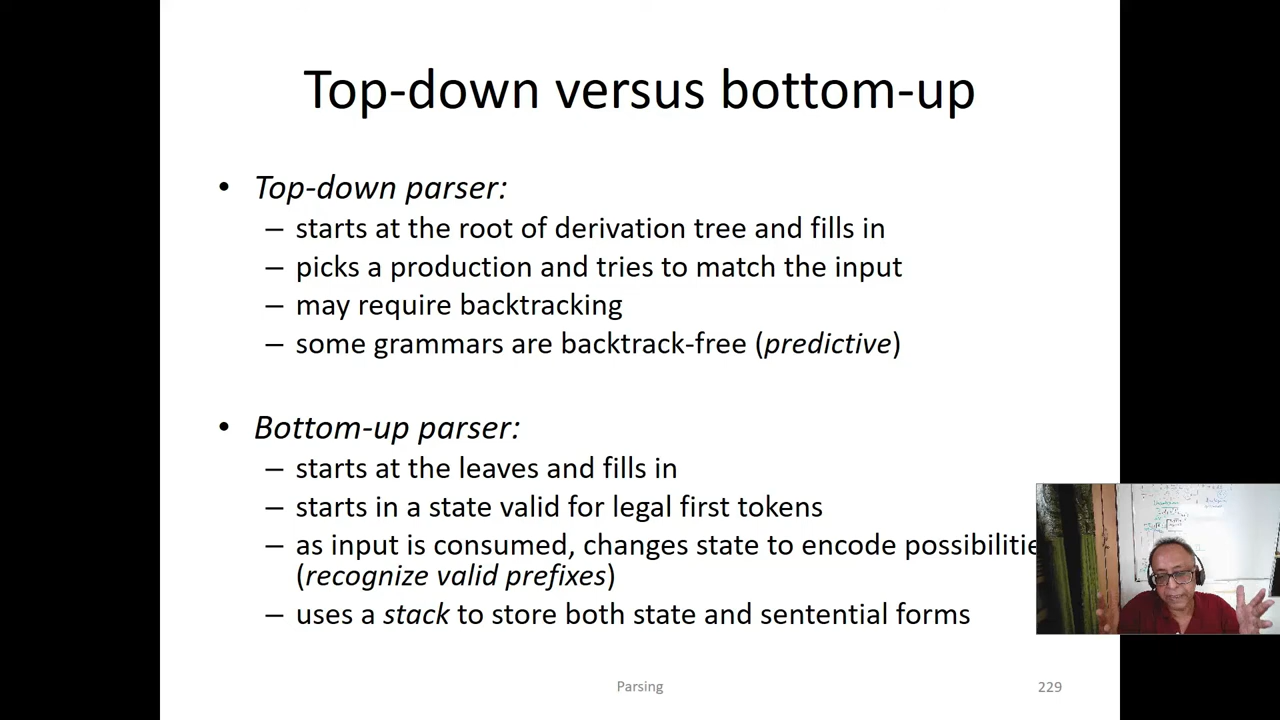 Top-down versus bottom-up
• Top-down parser:
– starts at the root of derivation tree and fills in
– picks a production and tries to match the input
– may require backtracking
– some grammars are backtrack-free (predictive)
• Bottom-up parser:
– starts at the leaves and fills in
– starts in a state valid for legal first tokens
– as input is consumed, changes state to encode
(recognize valid prefixes)
– uses a stack to store both state and sentential forms
Parsing
229